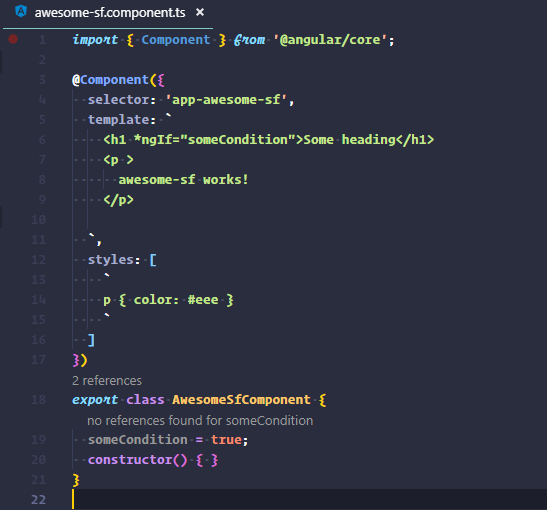 awesome-sf.component.ts ×
1 import { Component } from '@angular/core';
2
3 @Component({
4 selector: 'app-awesome-sf',
5 template: `
6 <h1 *ngIf="someCondition">Some heading</h1>
7 <p >
8 awesome-sf works!
9 </p>
10
11 `,
12 styles: [
13 `
14 p { color: #eee }
15 `
16 ]
17 })
2 references
18 export class AwesomeSfComponent {
no references found for someCondition
19 someCondition = true;
20 constructor() { }
21 }
22